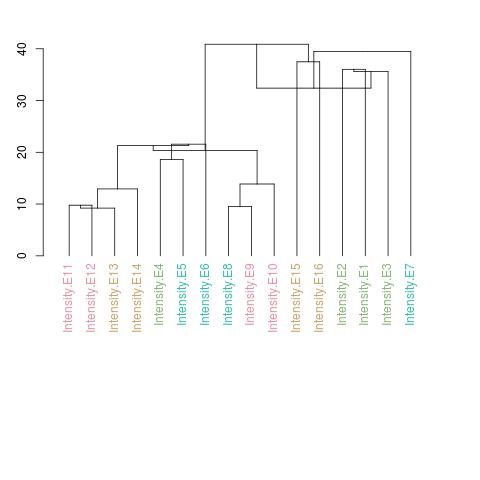 40
30
20
10
0
Intensity.E11
Intensity.E12
Intensity.E13
Intensity.E14
Intensity.E4
Intensity.E5
Intensity.E6
Intensity.E8
Intensity.E9
Intensity.E10
Intensity.E15
Intensity.E16
Intensity.E2
Intensity.E1
Intensity.E3
Intensity.E7